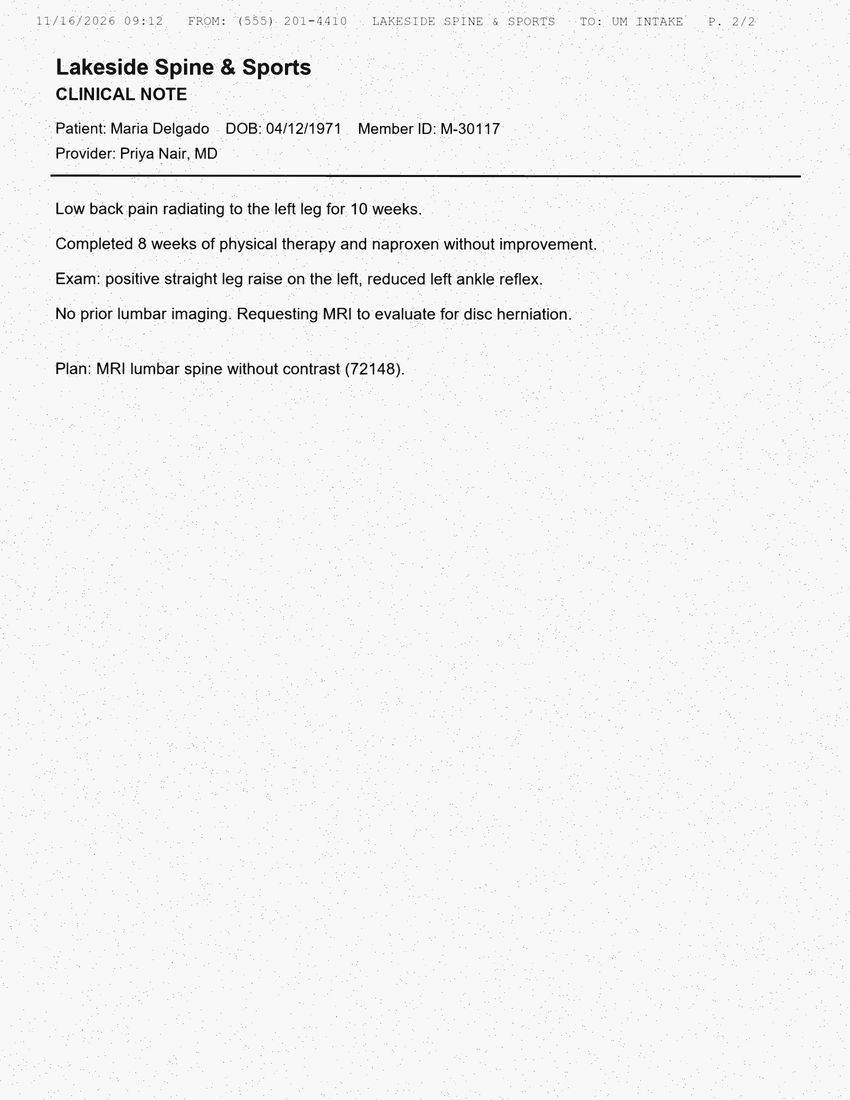 11/16/2026 09:12 FROM: (555) 201-4410 LAKESIDE SPINE & SPORTS TO: UM INTAKE P. 2/2
Lakeside Spine & Sports
CLINICAL NOTE
Patient: Maria Delgado DOB: 04/12/1971 Member ID: M-30117
Provider: Priya Nair, MD
Low back pain radiating to the left leg for 10 weeks.
Completed 8 weeks of physical therapy and naproxen without improvement.
Exam: positive straight leg raise on the left, reduced left ankle reflex.
No prior lumbar imaging. Requesting MRI to evaluate for disc herniation.
Plan: MRI lumbar spine without contrast (72148).